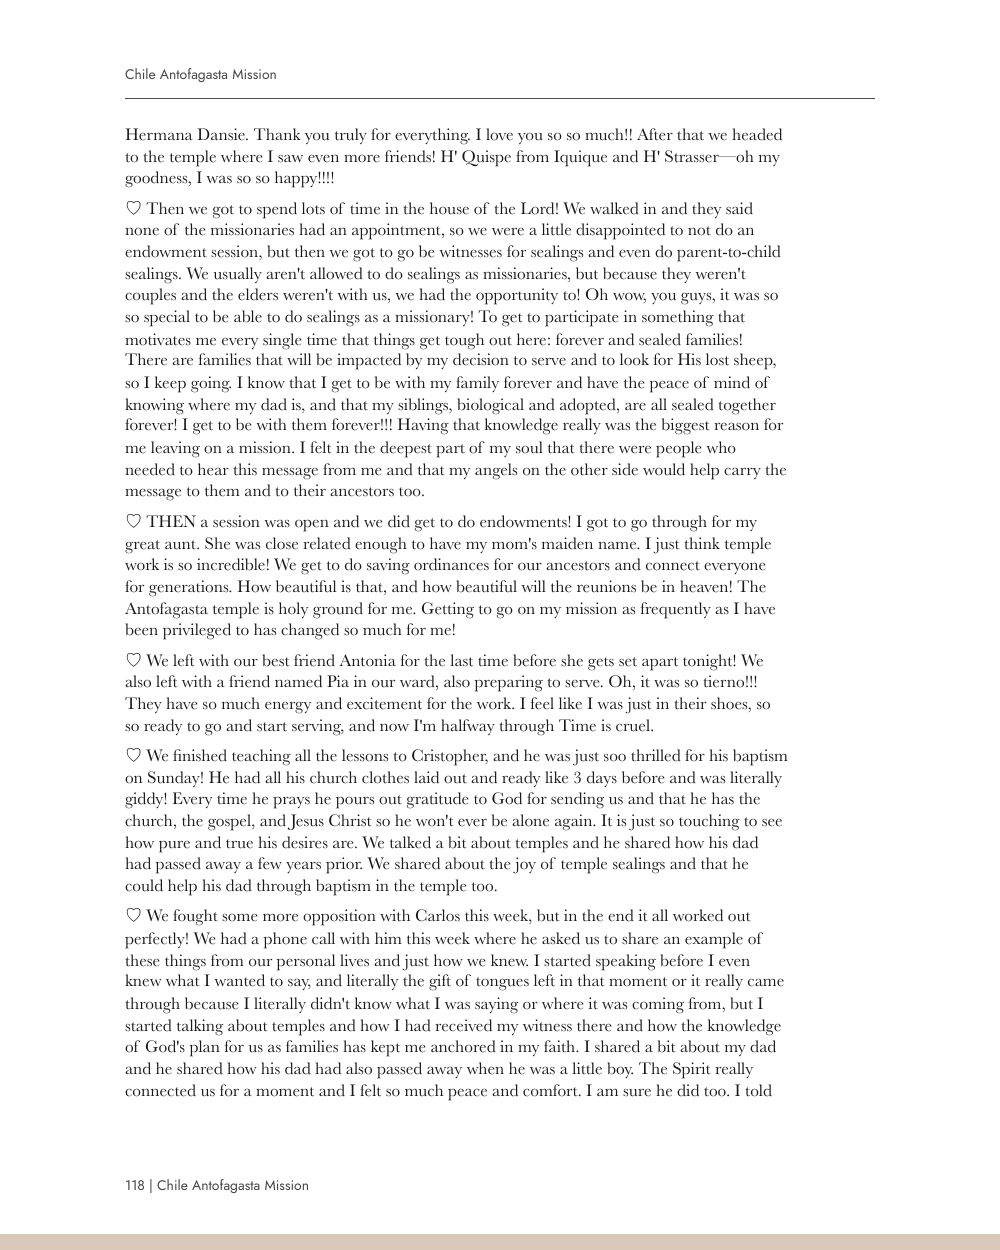 Chile Antofagasta Mission
Hermana Dansie. Thank you truly for everything. I love you so so much!! After that we headed
to the temple where I saw even more friends! H' Quispe from Iquique and H' Strasser—oh my
goodness, I was so so happy!!!!
♡ Then we got to spend lots of time in the house of the Lord! We walked in and they said
none of the missionaries had an appointment, so we were a little disappointed to not do an
endowment session, but then we got to go be witnesses for sealings and even do parent-to-child
sealings. We usually aren't allowed to do sealings as missionaries, but because they weren't
couples and the elders weren't with us, we had the opportunity to! Oh wow, you guys, it was so
so special to be able to do sealings as a missionary! To get to participate in something that
motivates me every single time that things get tough out here: forever and sealed families!
There are families that will be impacted by my decision to serve and to look for His lost sheep,
so I keep going. I know that I get to be with my family forever and have the peace of mind of
knowing where my dad is, and that my siblings, biological and adopted, are all sealed together
forever! I get to be with them forever!!! Having that knowledge really was the biggest reason for
me leaving on a mission. I felt in the deepest part of my soul that there were people who
needed to hear this message from me and that my angels on the other side would help carry the
message to them and to their ancestors too.
♡ THEN a session was open and we did get to do endowments! I got to go through for my
great aunt. She was close related enough to have my mom's maiden name. I just think temple
work is so incredible! We get to do saving ordinances for our ancestors and connect everyone
for generations. How beautiful is that, and how beautiful will the reunions be in heaven! The
Antofagasta temple is holy ground for me. Getting to go on my mission as frequently as I have
been privileged to has changed so much for me!
♡ We left with our best friend Antonia for the last time before she gets set apart tonight! We
also left with a friend named Pia in our ward, also preparing to serve. Oh, it was so tierno!!!
They have so much energy and excitement for the work. I feel like I was just in their shoes, so
so ready to go and start serving, and now I'm halfway through Time is cruel.
♡ We finished teaching all the lessons to Cristopher, and he was just soo thrilled for his baptism
on Sunday! He had all his church clothes laid out and ready like 3 days before and was literally
giddy! Every time he prays he pours out gratitude to God for sending us and that he has the
church, the gospel, and Jesus Christ so he won't ever be alone again. It is just so touching to see
how pure and true his desires are. We talked a bit about temples and he shared how his dad
had passed away a few years prior. We shared about the joy of temple sealings and that he
could help his dad through baptism in the temple too.
♡ We fought some more opposition with Carlos this week, but in the end it all worked out
perfectly! We had a phone call with him this week where he asked us to share an example of
these things from our personal lives and just how we knew. I started speaking before I even
knew what I wanted to say, and literally the gift of tongues left in that moment or it really came
through because I literally didn't know what I was saying or where it was coming from, but I
started talking about temples and how I had received my witness there and how the knowledge
of God's plan for us as families has kept me anchored in my faith. I shared a bit about my dad
and he shared how his dad had also passed away when he was a little boy. The Spirit really
connected us for a moment and I felt so much peace and comfort. I am sure he did too. I told
118 | Chile Antofagasta Mission